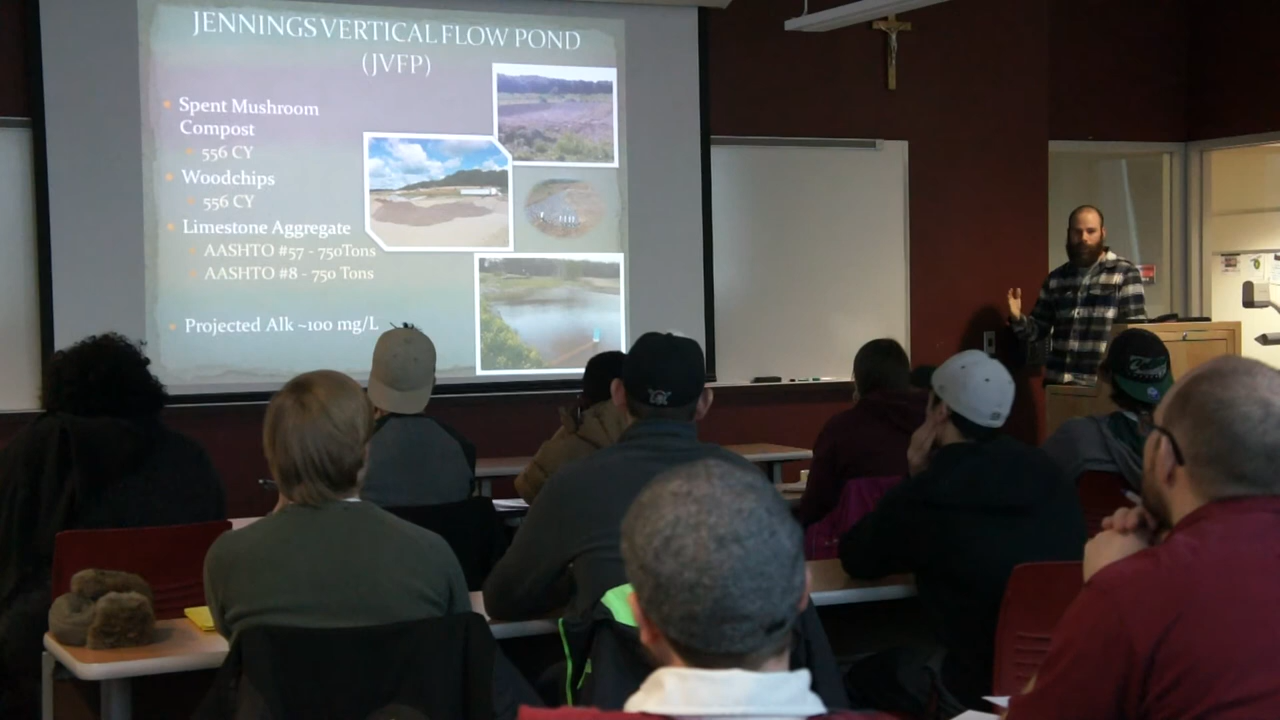 JENNINGS VERTICAL FLOW POND
(JVFP)
Spent Mushroom
Compost
556 CY
Woodchips
556 CY
Limestone Aggregate
AASHTO #57 - 750Tons
AASHTO #8 - 750 Tons
Projected Alk ~100 mg/L